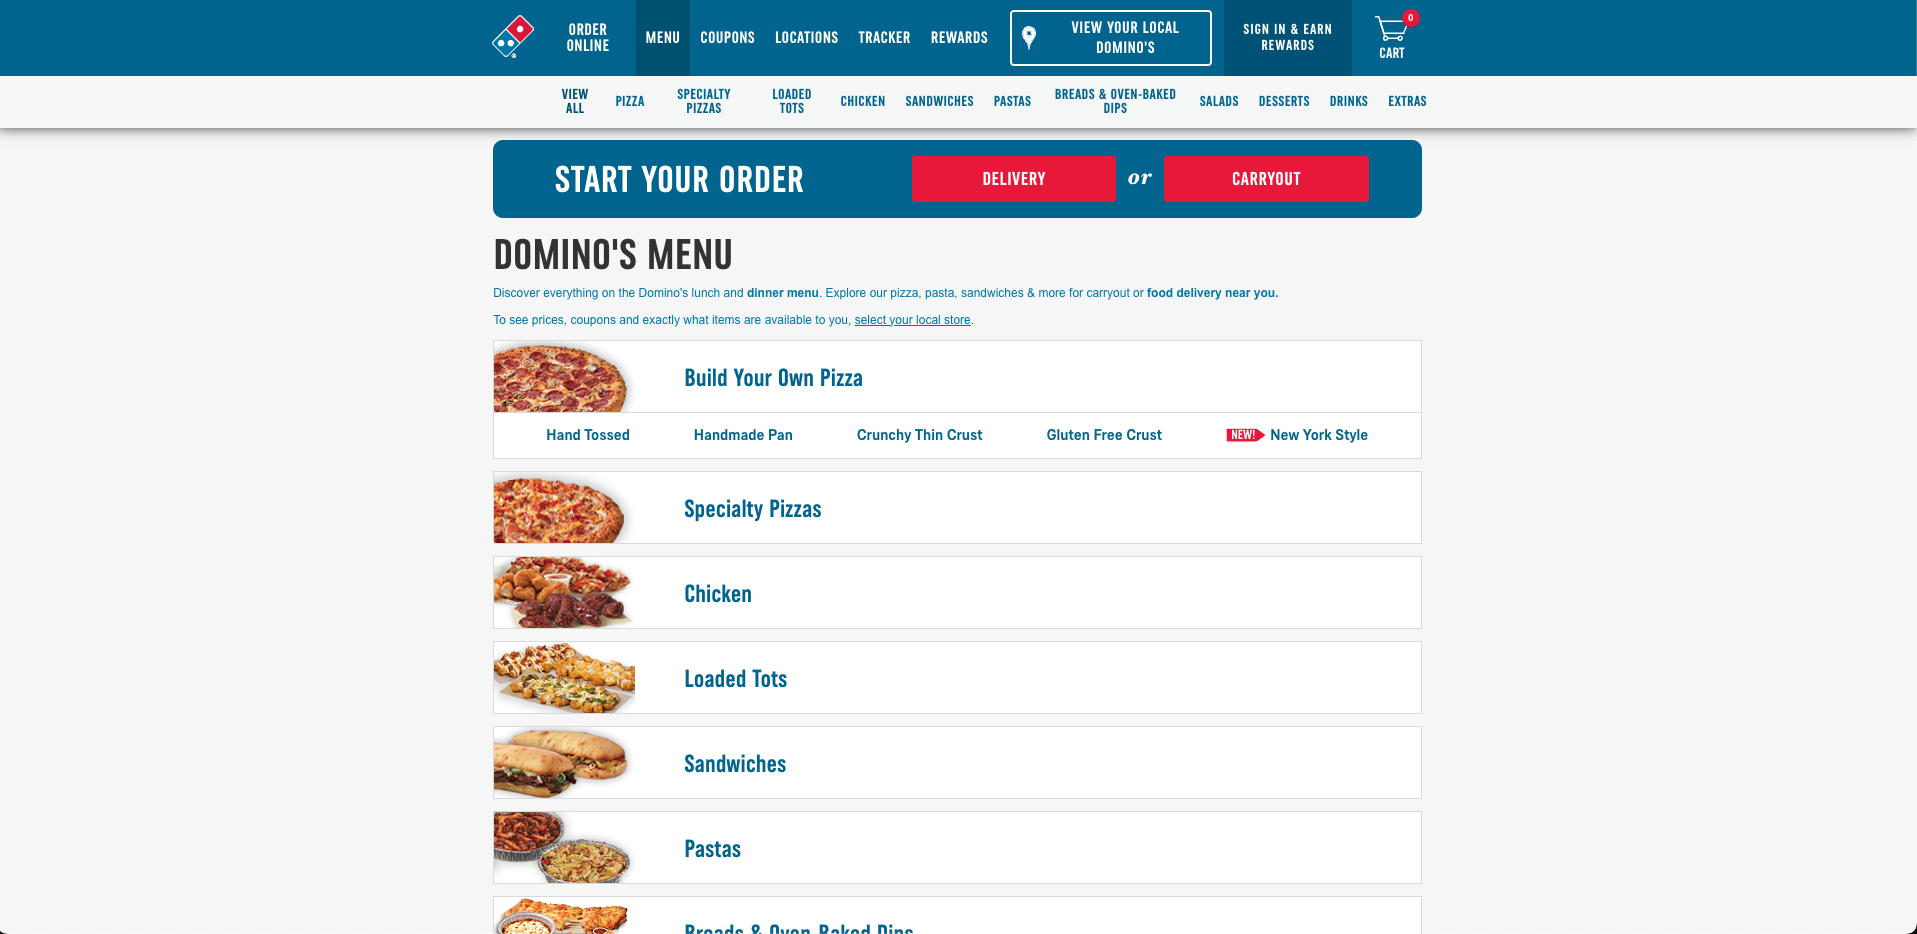 ORDER
ONLINE
MENU
COUPONS
LOCATIONS
TRACKER
REWARDS
VIEW YOUR LOCAL
DOMINO'S
SIGN IN & EARN
REWARDS
0
CART
VIEW
ALL
PIZZA
SPECIALTY
PIZZAS
LOADED
TOTS
CHICKEN
SANDWICHES
PASTAS
BREADS & OVEN-BAKED
DIPS
SALADS
DESSERTS
DRINKS
EXTRAS
START YOUR ORDER
DELIVERY
or
CARRYOUT
DOMINO'S MENU
Discover everything on the Domino's lunch and dinner menu. Explore our pizza, pasta, sandwiches & more for carryout or food delivery near you.
To see prices, coupons and exactly what items are available to you, select your local store.
Build Your Own Pizza
Hand Tossed
Handmade Pan
Crunchy Thin Crust
Gluten Free Crust
NEW! New York Style
Specialty Pizzas
Chicken
Loaded Tots
Sandwiches
Pastas
Breads & Oven-Baked Dips